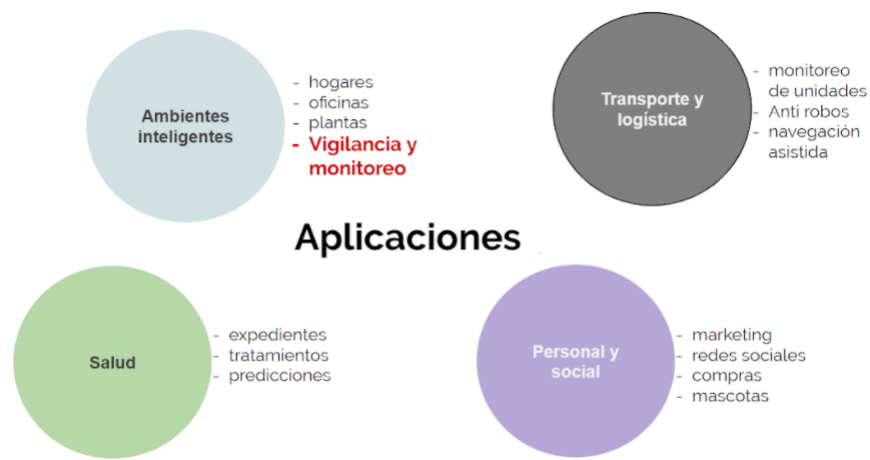 Ambientes
inteligentes
- hogares
- oficinas
- plantas
- Vigilancia y
monitoreo
Transporte y
logística
- monitoreo
de unidades
- Anti robos
- navegación
asistida
Aplicaciones
Salud
- expedientes
- tratamientos
- predicciones
Personal y
social
- marketing
- redes sociales
- compras
- mascotas